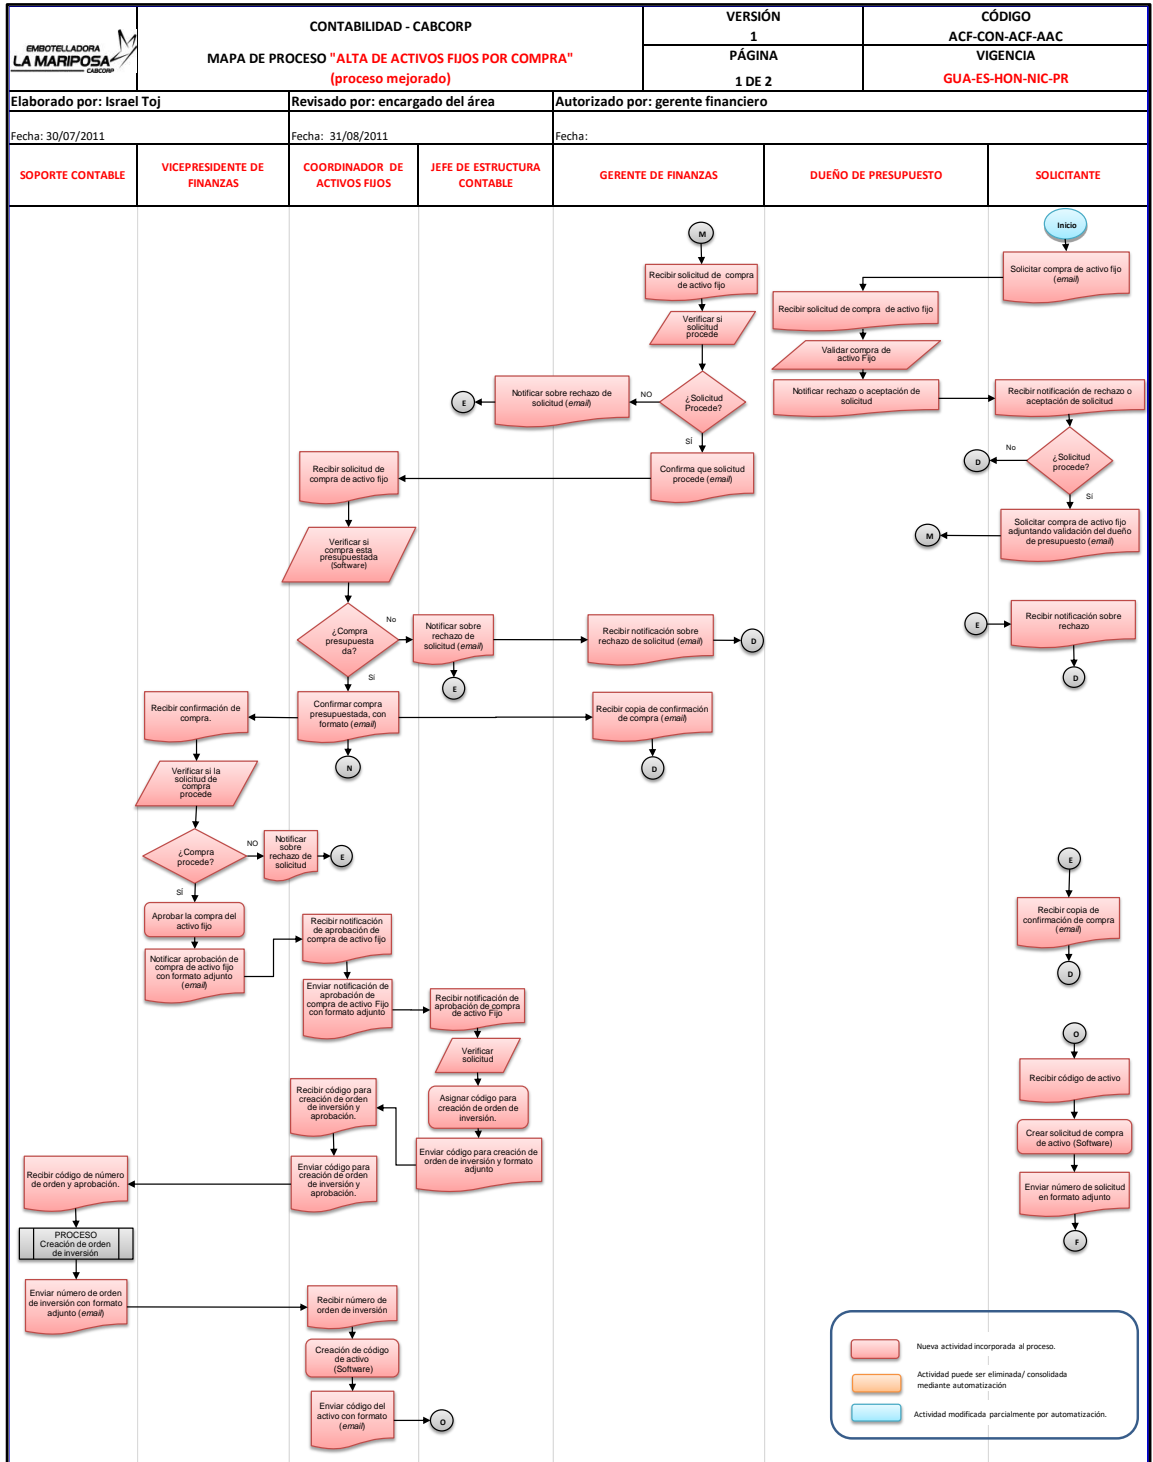 EMBOTELLADORA
LA MARIPOSA
CABCORP
CONTABILIDAD - CABCORP
MAPA DE PROCESO "ALTA DE ACTIVOS FIJOS POR COMPRA"
(proceso mejorado)
VERSIÓN
1
CÓDIGO
ACF-CON-ACF-AAC
PÁGINA
1 DE 2
VIGENCIA
GUA-ES-HON-NIC-PR
Elaborado por: Israel Toj
Revisado por: encargado del área
Autorizado por: gerente financiero
Fecha: 30/07/2011
Fecha: 31/08/2011
Fecha:
SOPORTE CONTABLE
VICEPRESIDENTE DE
FINANZAS
COORDINADOR DE
ACTIVOS FIJOS
JEFE DE ESTRUCTURA
CONTABLE
GERENTE DE FINANZAS
DUEÑO DE PRESUPUESTO
SOLICITANTE
Inicio
Solicitar compra de activo fijo
(email)
M
Recibir solicitud de compra
de activo fijo
Recibir solicitud de compra de activo fijo
Verificar si
solicitud
procede
Validar compra de
activo Fijo
Notificar rechazo o aceptación de
solicitud
Recibir notificación de rechazo o
aceptación de solicitud
¿Solicitud
Procede?
NO
Notificar sobre rechazo de
solicitud (email)
E
SÍ
Confirma que solicitud
procede (email)
¿Solicitud
procede?
No
D
Sí
Solicitar compra de activo fijo
adjuntando validación del dueño
de presupuesto (email)
M
Recibir solicitud de
compra de activo fijo
Verificar si
compra esta
presupuestada
(Software)
¿Compra
presupuesta
da?
No
Notificar sobre
rechazo de
solicitud (email)
E
Recibir notificación sobre
rechazo de solicitud (email)
D
E
Recibir notificación sobre
rechazo
D
Sí
Confirmar compra
presupuestada, con
formato (email)
N
Recibir confirmación de
compra.
Recibir copia de confirmación
de compra (email)
D
Verificar si la
solicitud de
compra
procede
¿Compra
procede?
NO
Notificar
sobre
rechazo de
solicitud
E
SÍ
Aprobar la compra del
activo fijo
Notificar aprobación de
compra de activo fijo
con formato adjunto
(email)
Recibir notificación
de aprobación de
compra de activo fijo
Enviar notificación de
aprobación de
compra de activo Fijo
con formato adjunto
Recibir notificación de
aprobación de compra
de activo Fijo
Verificar
solicitud
Asignar código para
creación de orden de
inversión.
Enviar código para creación de
orden de inversión y formato
adjunto
Recibir código para
creación de orden
de inversión y
aprobación.
Enviar código para
creación de orden
de inversión y
aprobación.
Recibir código de número
de orden y aprobación.
PROCESO
Creación de orden
de inversión
Enviar número de orden
de inversión con formato
adjunto (email)
Recibir número de
orden de inversión
Creación de código
de activo
(Software)
Enviar código del
activo con formato
(email)
O
E
Recibir copia de
confirmación de compra
(email)
D
O
Recibir código de activo
Crear solicitud de compra
de activo (Software)
Enviar número de solicitud
en formato adjunto
F
Nueva actividad incorporada al proceso.
Actividad puede ser eliminada/ consolidada
mediante automatización
Actividad modificada parcialmente por automatización.